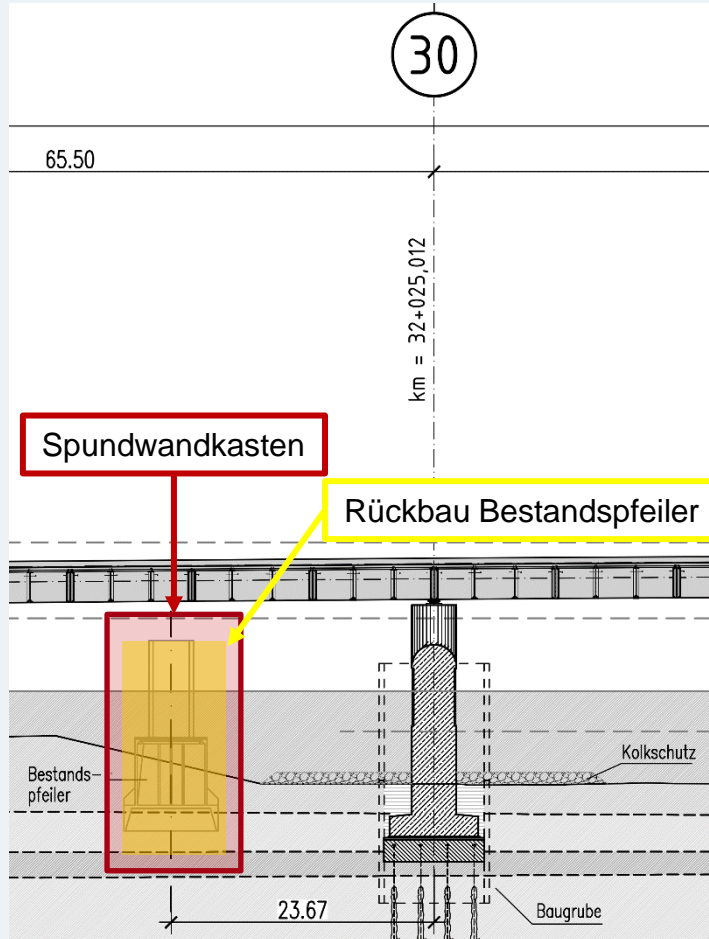 30
65.50
km = 32+025,012
Spundwandkasten
Rückbau Bestandspfeiler
Kolkschutz
Bestands-
pfeiler
23.67
Baugrube